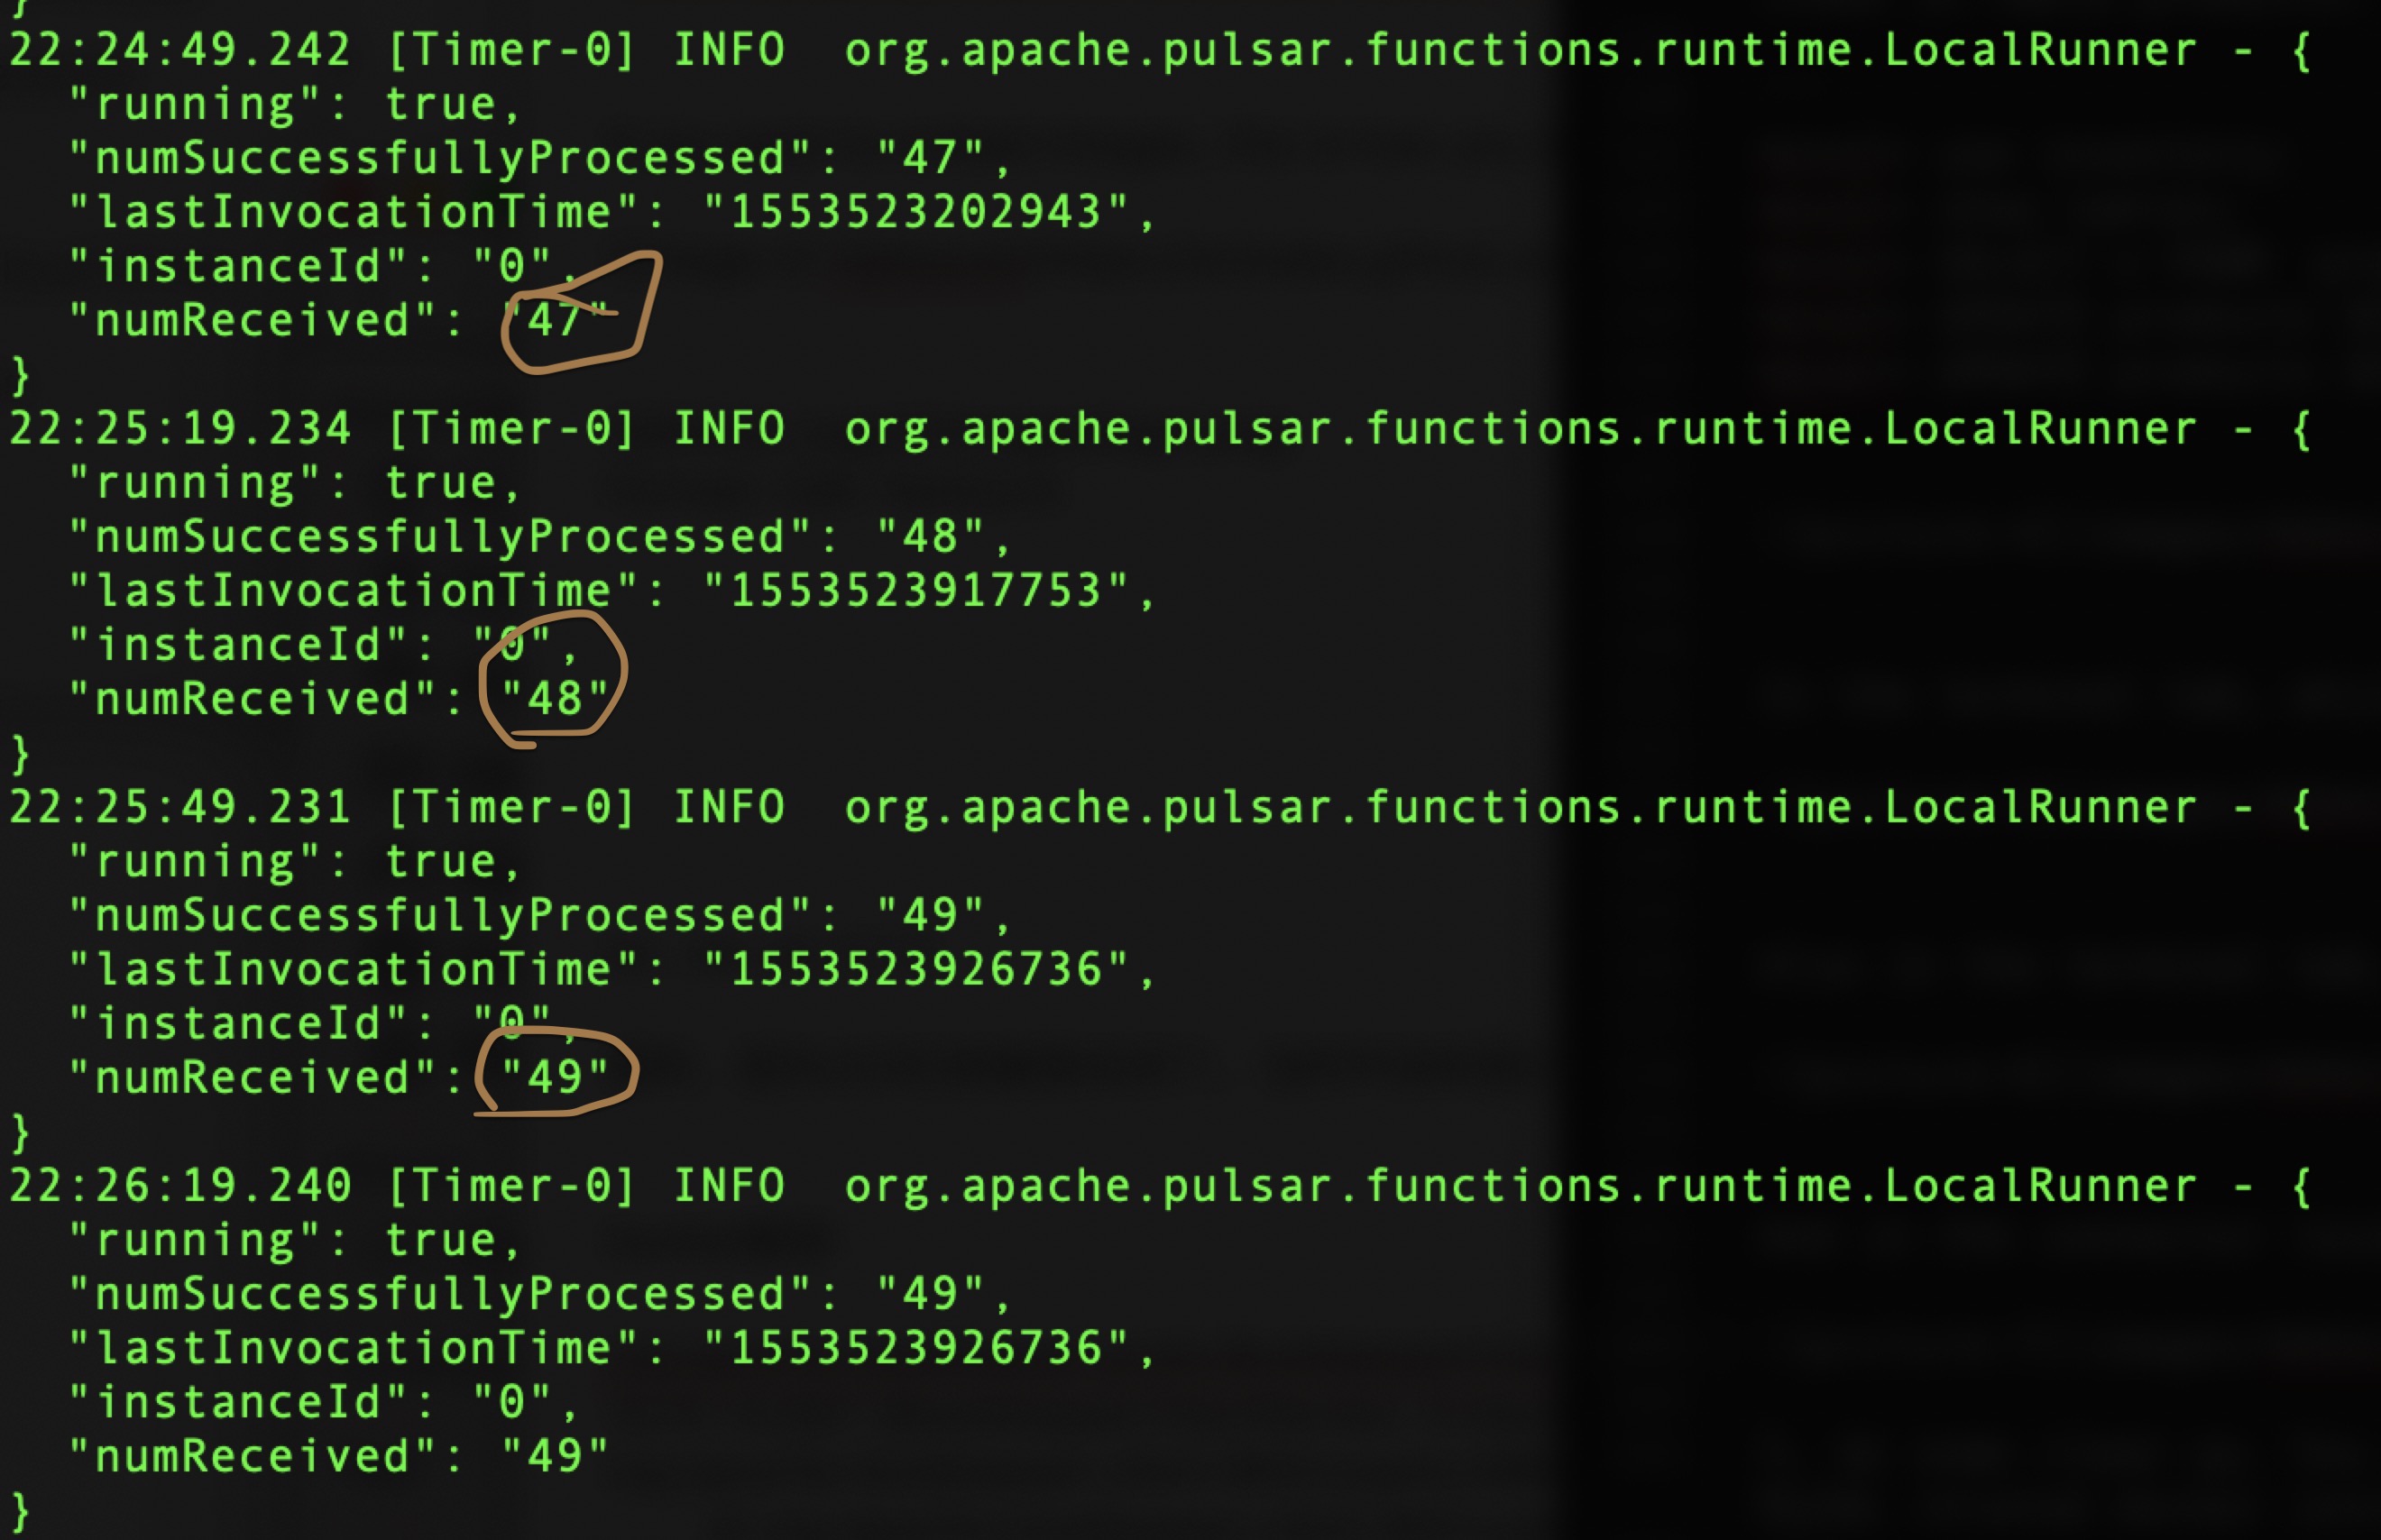 }
22:24:49.242 [Timer-0] INFO  org.apache.pulsar.functions.runtime.LocalRunner - {
  "running": true,
  "numSuccessfullyProcessed": "47",
  "lastInvocationTime": "1553523202943",
  "instanceId": "0",
  "numReceived": "47"
}
22:25:19.234 [Timer-0] INFO  org.apache.pulsar.functions.runtime.LocalRunner - {
  "running": true,
  "numSuccessfullyProcessed": "48",
  "lastInvocationTime": "1553523917753",
  "instanceId": "0",
  "numReceived": "48"
}
22:25:49.231 [Timer-0] INFO  org.apache.pulsar.functions.runtime.LocalRunner - {
  "running": true,
  "numSuccessfullyProcessed": "49",
  "lastInvocationTime": "1553523926736",
  "instanceId": "0",
  "numReceived": "49"
}
22:26:19.240 [Timer-0] INFO  org.apache.pulsar.functions.runtime.LocalRunner - {
  "running": true,
  "numSuccessfullyProcessed": "49",
  "lastInvocationTime": "1553523926736",
  "instanceId": "0",
  "numReceived": "49"
}